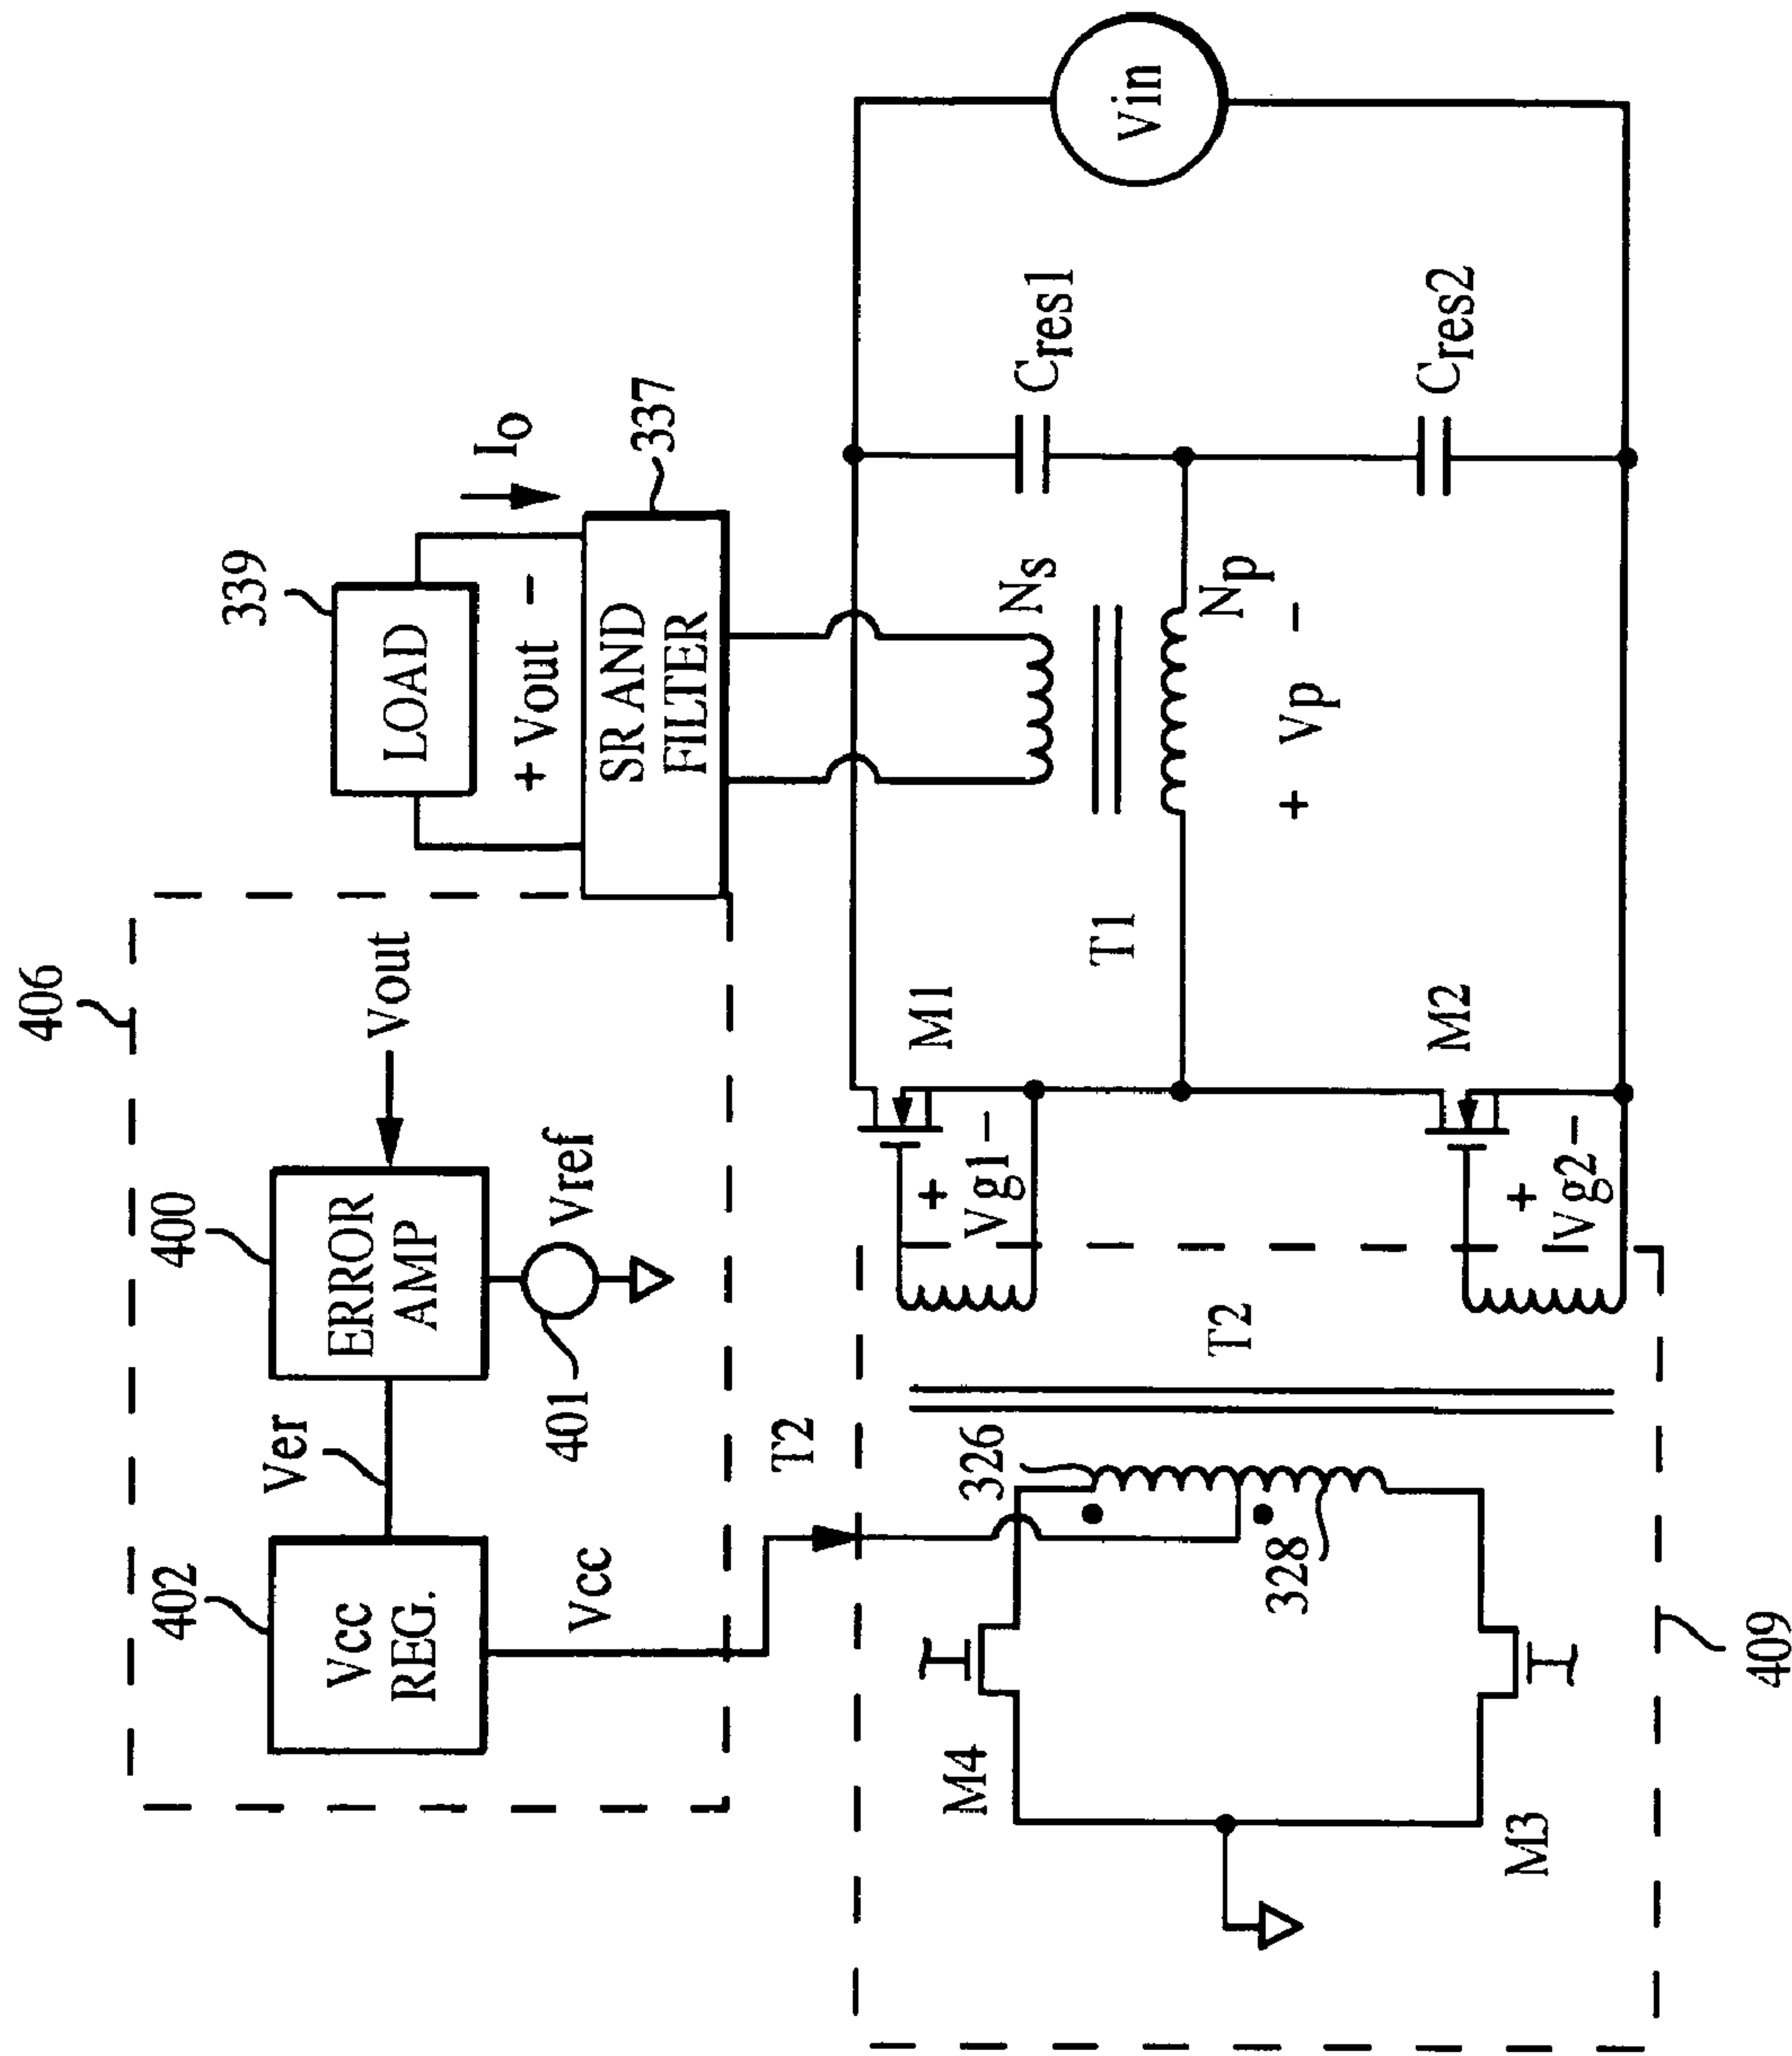 406
402
Vcc
REG.
Ver
400
ERROR
AMP
Vout
Vref
401
Vcc
T2
339
LOAD
+ Vout −
Io
SR AND
FILTER
337
409
M4
M3
326
328
T2
+
Vg1−
M1
+
Vg2−
M2
T1
Ns
Np
+ Vp −
Cres1
Cres2
Vin